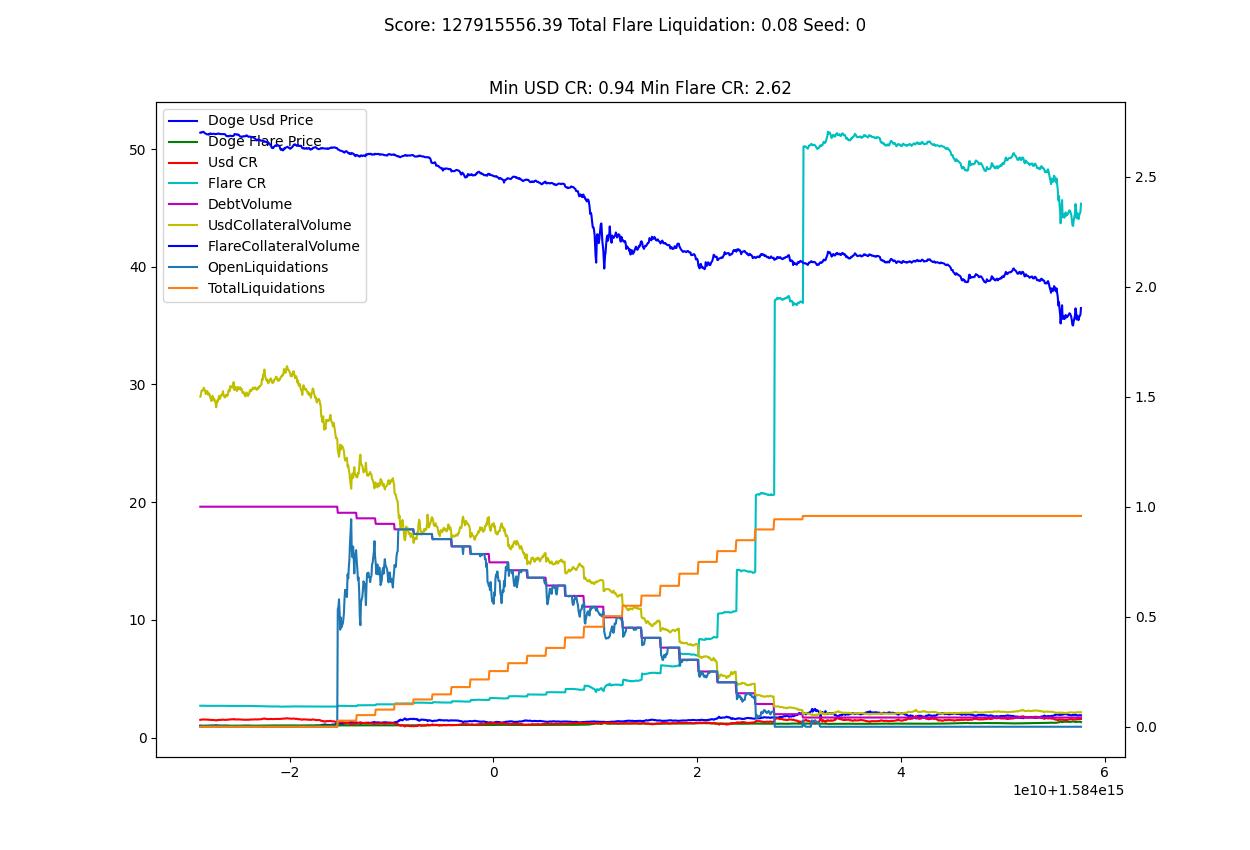 Score: 127915556.39 Total Flare Liquidation: 0.08 Seed: 0
Min USD CR: 0.94 Min Flare CR: 2.62
Doge Usd Price
Doge Flare Price
Usd CR
Flare CR
DebtVolume
UsdCollateralVolume
FlareCollateralVolume
OpenLiquidations
TotalLiquidations
50
40
30
20
10
0
2.5
2.0
1.5
1.0
0.5
0.0
−2
0
2
4
6
1e10+1.584e15